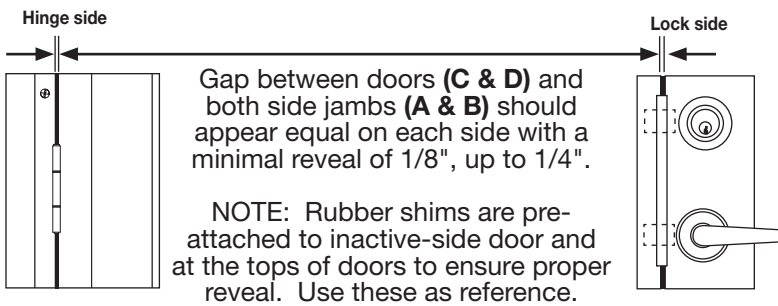 Hinge side
Lock side
Gap between doors (C & D) and
both side jambs (A & B) should
appear equal on each side with a
minimal reveal of 1/8", up to 1/4".
NOTE: Rubber shims are pre-
attached to inactive-side door and
at the tops of doors to ensure proper
reveal. Use these as reference.